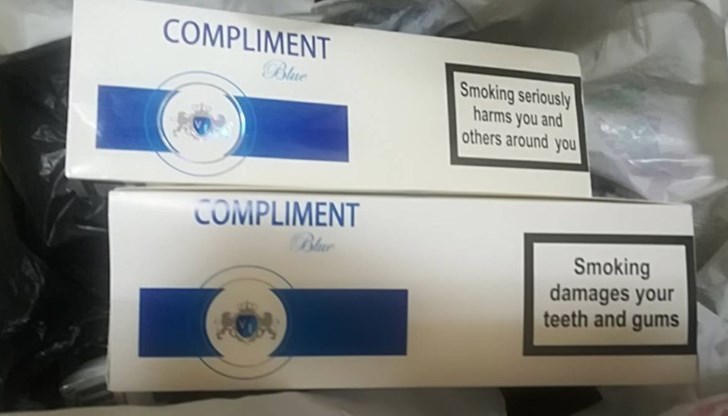 COMPLIMENT
Blue
Smoking seriously
harms you and
others around you
COMPLIMENT
Blue
Smoking
damages your
teeth and gums